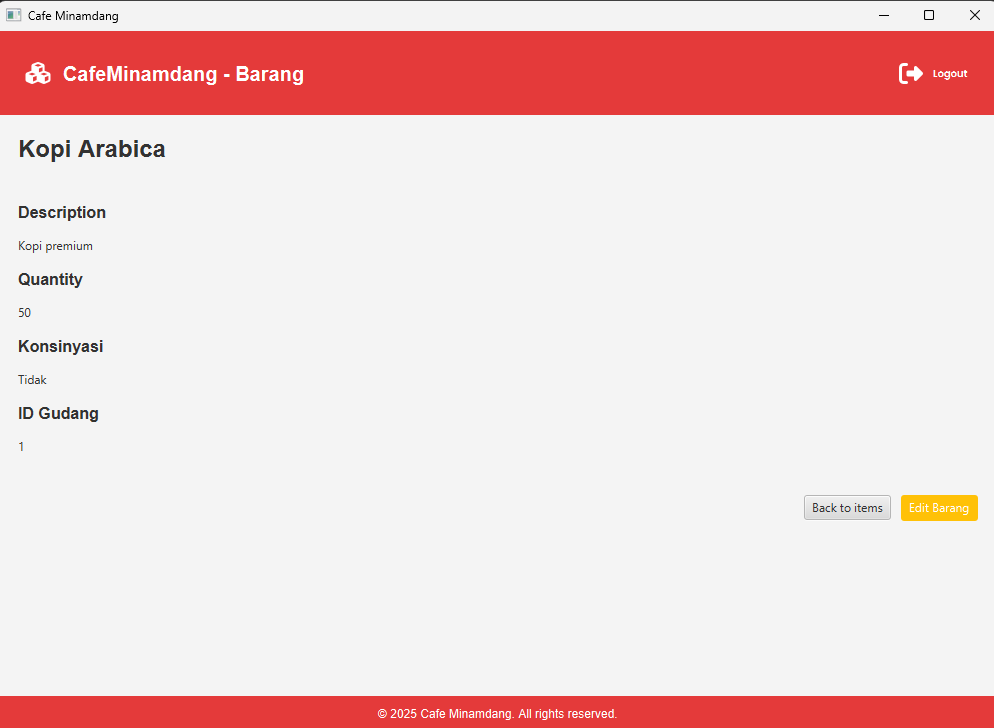 Cafe Minamdang
CafeMinamdang - Barang
Logout
Kopi Arabica
Description
Kopi premium
Quantity
50
Konsinyasi
Tidak
ID Gudang
1
Back to items
Edit Barang
© 2025 Cafe Minamdang. All rights reserved.